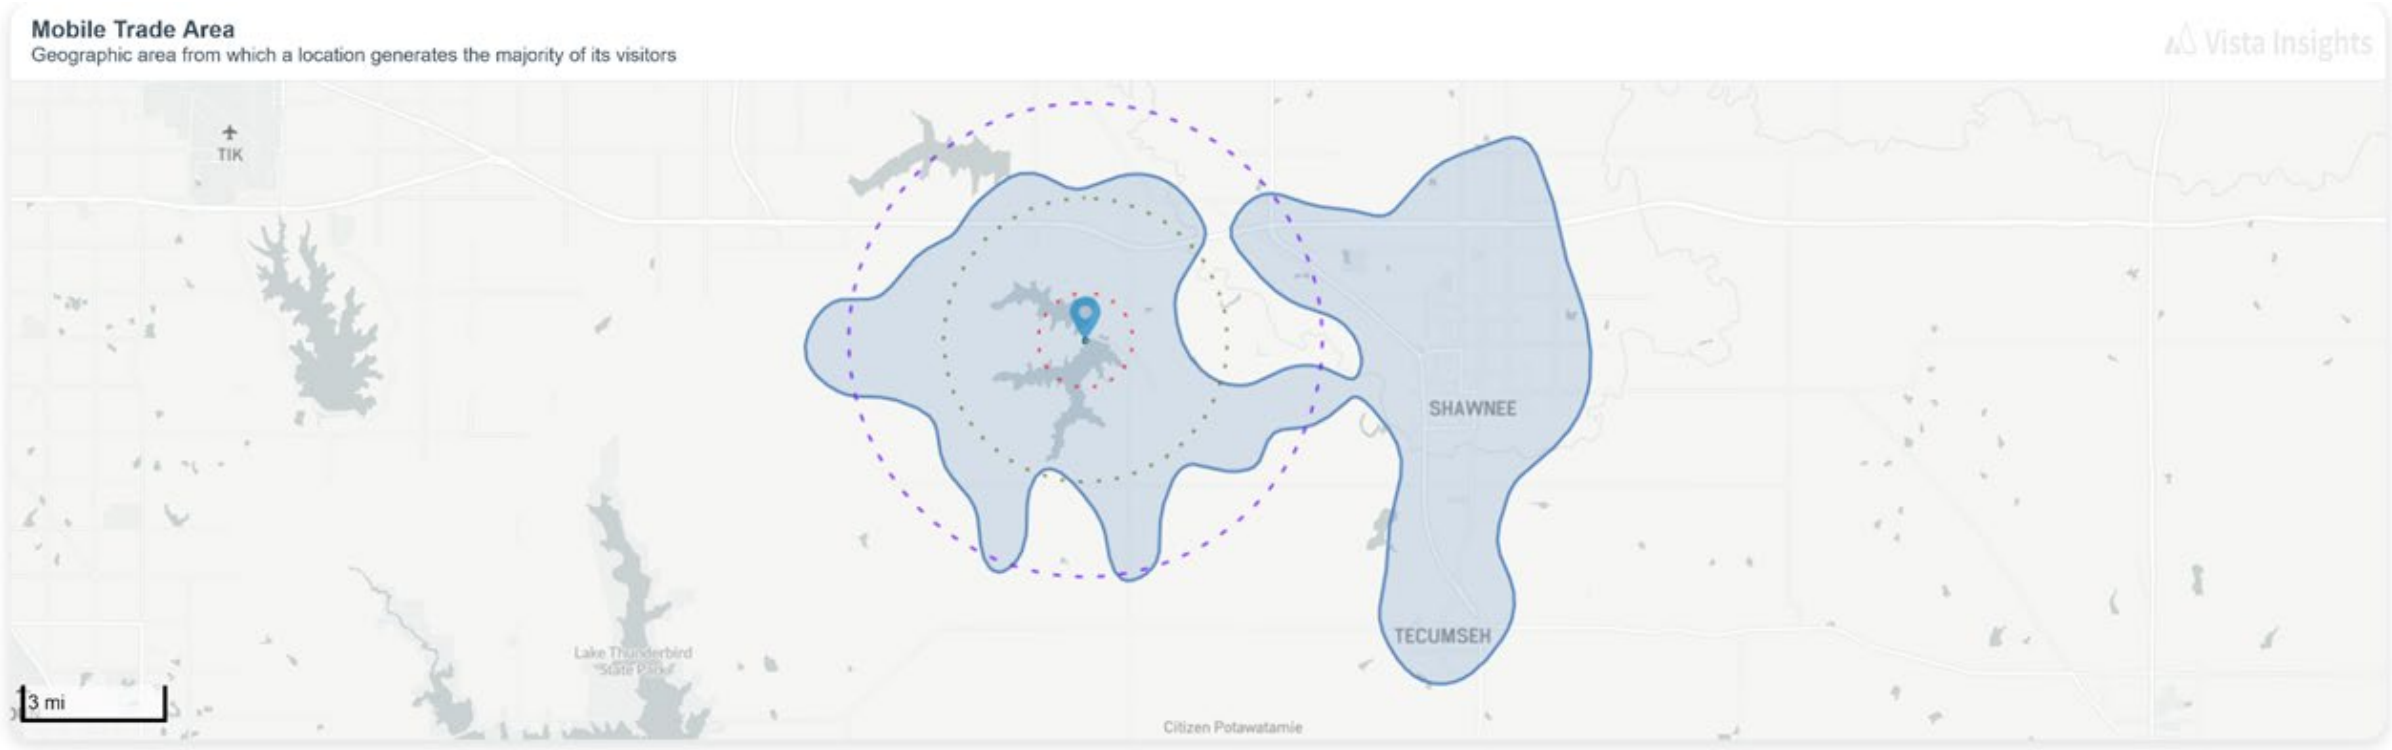 Mobile Trade Area
Geographic area from which a location generates the majority of its visitors
Vista Insights
TIK
SHAWNEE
TECUMSEH
Lake Thunderbird
State Park
3 mi
Citizen Potawatamie